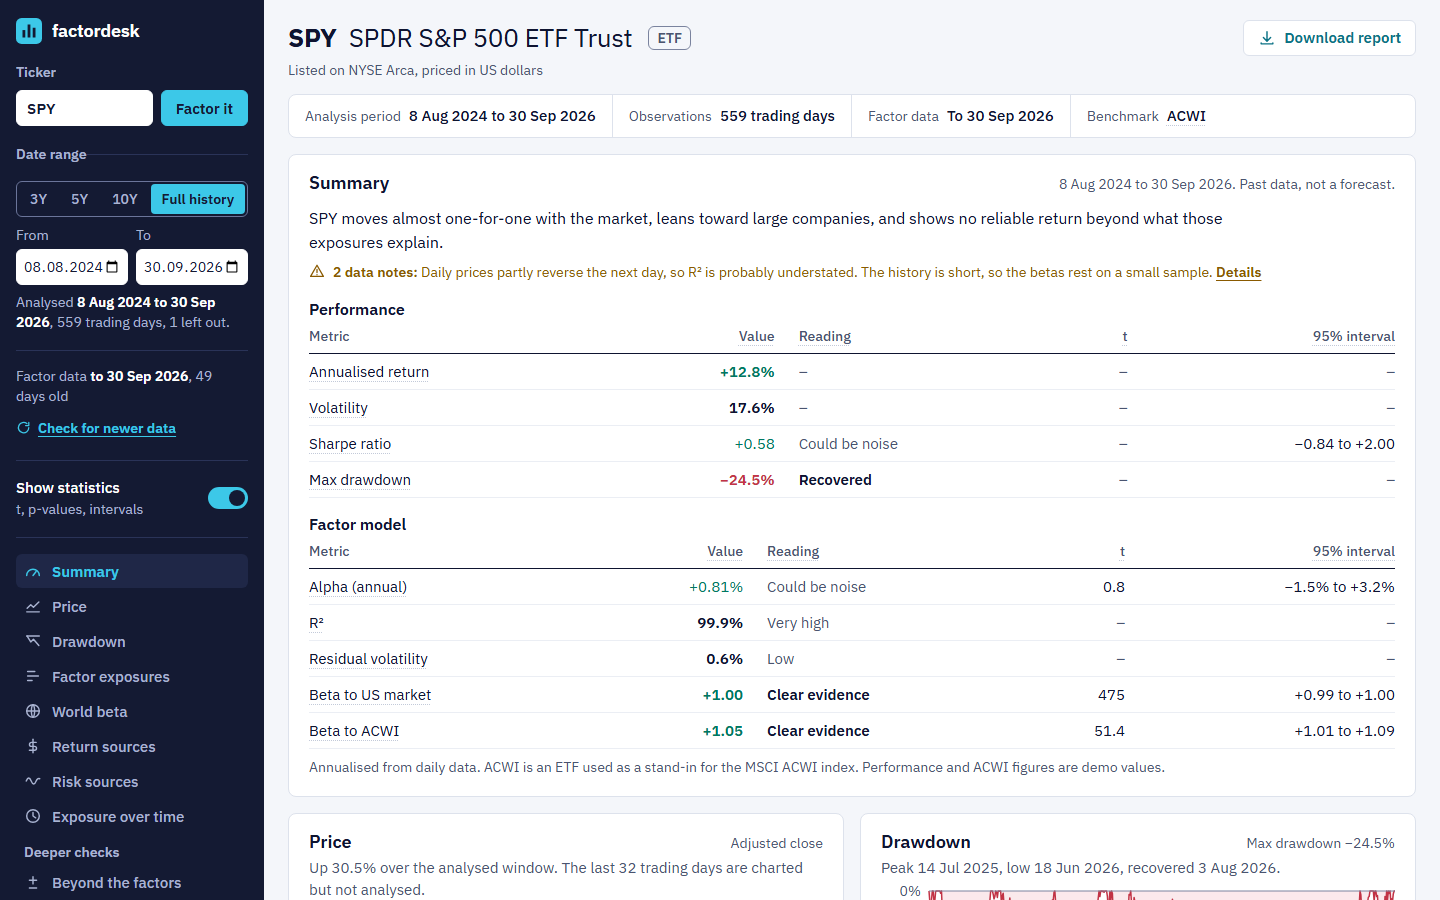 factordesk
Ticker
SPY
Factor it
Date range
3Y 5Y 10Y Full history
From To
08.08.2024 30.09.2026
Analysed 8 Aug 2024 to 30 Sep
2026, 559 trading days, 1 left out.
Factor data to 30 Sep 2026, 49
days old
Check for newer data
Show statistics
t, p-values, intervals
Summary
Price
Drawdown
Factor exposures
World beta
Return sources
Risk sources
Exposure over time
Deeper checks
Beyond the factors
SPY SPDR S&P 500 ETF Trust ETF
Download report
Listed on NYSE Arca, priced in US dollars
Analysis period 8 Aug 2024 to 30 Sep 2026 Observations 559 trading days Factor data To 30 Sep 2026 Benchmark ACWI
Summary
8 Aug 2024 to 30 Sep 2026. Past data, not a forecast.
SPY moves almost one-for-one with the market, leans toward large companies, and shows no reliable return beyond what those
exposures explain.
2 data notes: Daily prices partly reverse the next day, so R² is probably understated. The history is short, so the betas rest on a small sample. Details
Performance
Metric Value Reading t 95% interval
Annualised return +12.8% – – –
Volatility 17.6% – – –
Sharpe ratio +0.58 Could be noise – −0.84 to +2.00
Max drawdown −24.5% Recovered – –
Factor model
Metric Value Reading t 95% interval
Alpha (annual) +0.81% Could be noise 0.8 −1.5% to +3.2%
R² 99.9% Very high – –
Residual volatility 0.6% Low – –
Beta to US market +1.00 Clear evidence 475 +0.99 to +1.00
Beta to ACWI +1.05 Clear evidence 51.4 +1.01 to +1.09
Annualised from daily data. ACWI is an ETF used as a stand-in for the MSCI ACWI index. Performance and ACWI figures are demo values.
Price
Adjusted close
Up 30.5% over the analysed window. The last 32 trading days are charted
but not analysed.
Drawdown
Max drawdown −24.5%
Peak 14 Jul 2025, low 18 Jun 2026, recovered 3 Aug 2026.
0%